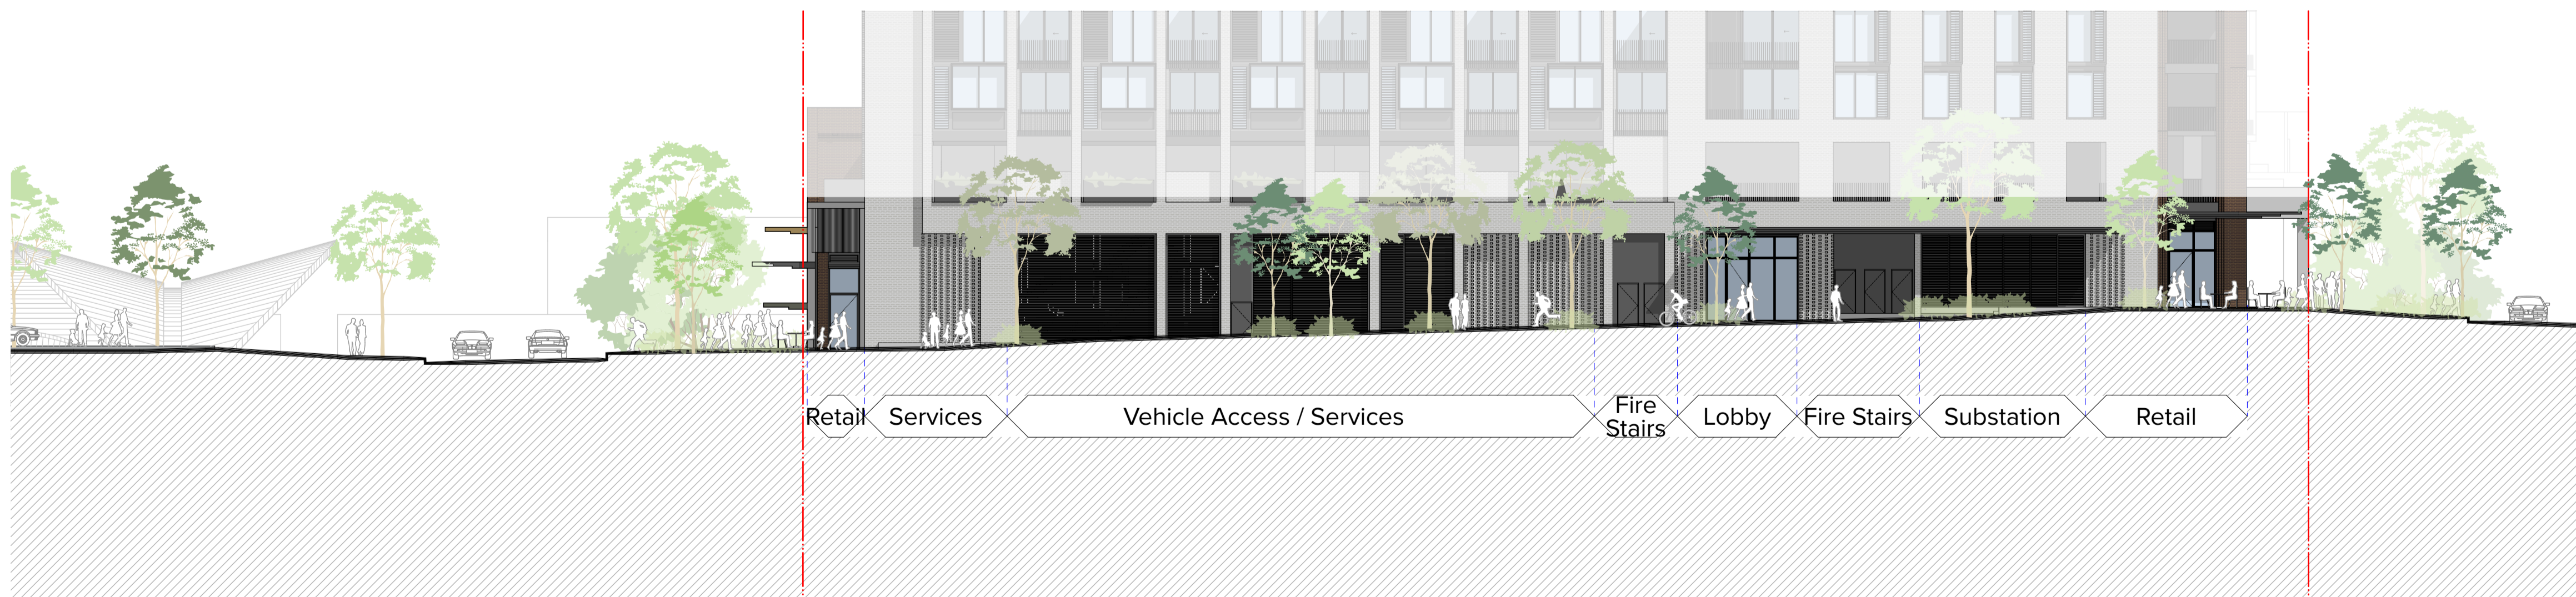 Retail
Services
Vehicle Access / Services
Fire
Stairs
Lobby
Fire Stairs
Substation
Retail